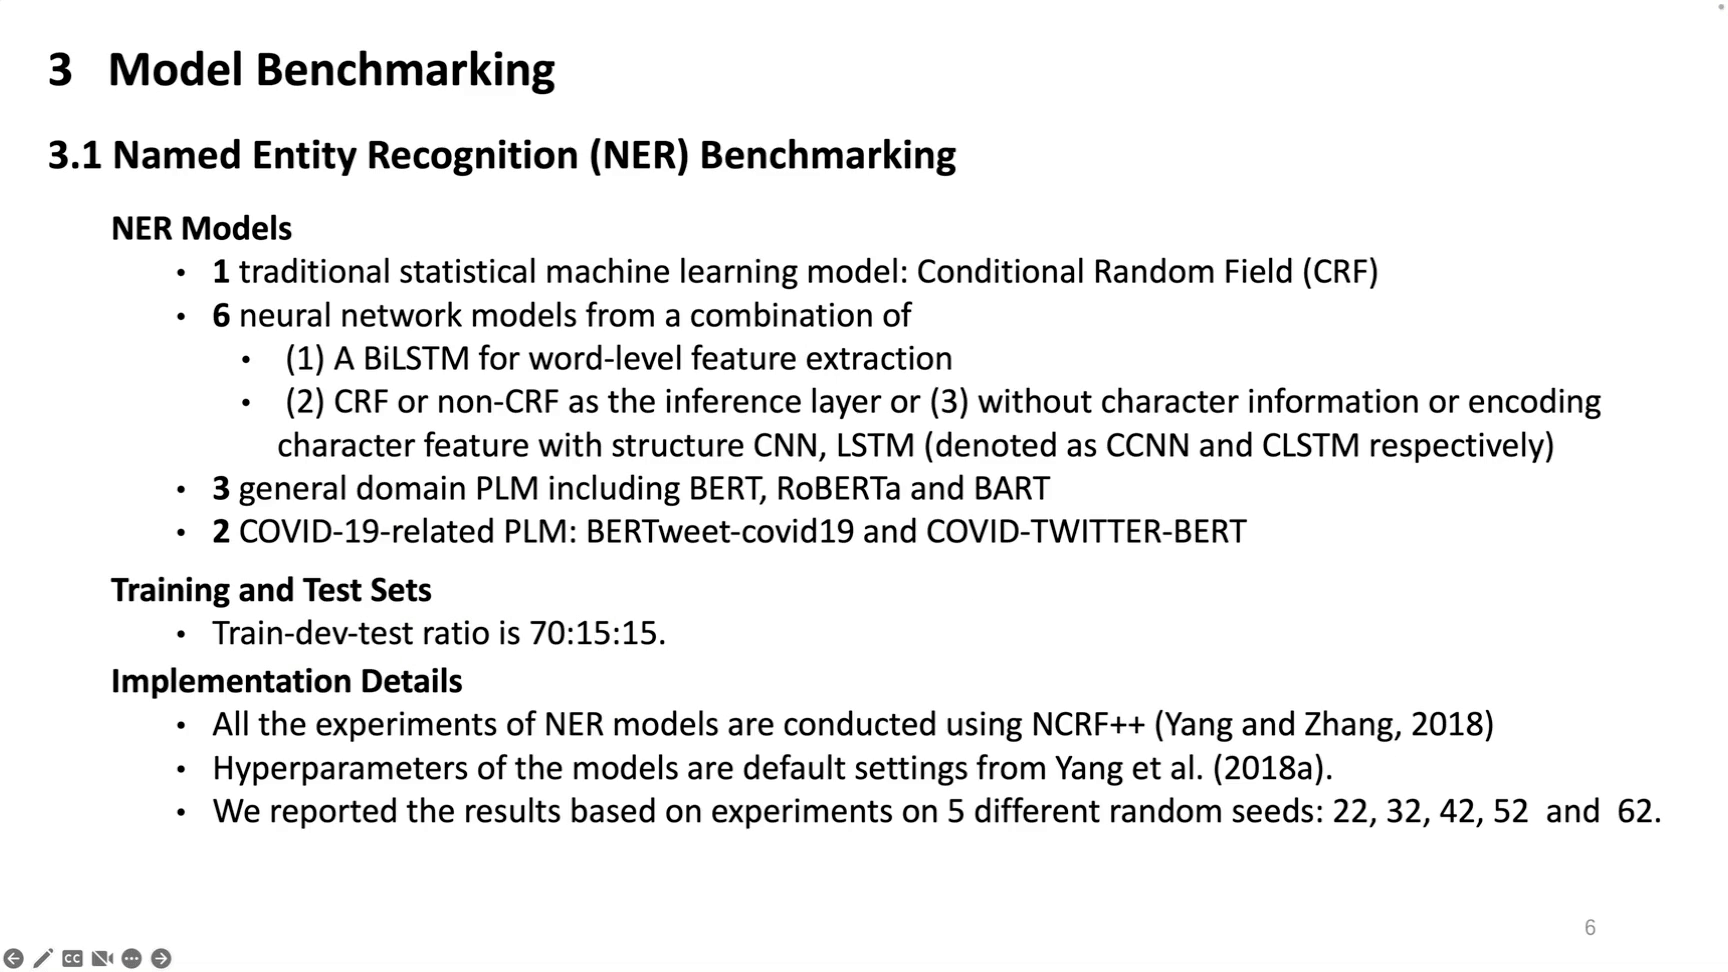 3 Model Benchmarking
3.1 Named Entity Recognition (NER) Benchmarking
NER Models
• 1 traditional statistical machine learning model: Conditional Random Field (CRF)
• 6 neural network models from a combination of
• (1) A BiLSTM for word-level feature extraction
• (2) CRF or non-CRF as the inference layer or (3) without character information or encoding
character feature with structure CNN, LSTM (denoted as CCNN and CLSTM respectively)
• 3 general domain PLM including BERT, RoBERTa and BART
• 2 COVID-19-related PLM: BERTweet-covid19 and COVID-TWITTER-BERT
Training and Test Sets
• Train-dev-test ratio is 70:15:15.
Implementation Details
• All the experiments of NER models are conducted using NCRF++ (Yang and Zhang, 2018)
• Hyperparameters of the models are default settings from Yang et al. (2018a).
• We reported the results based on experiments on 5 different random seeds: 22, 32, 42, 52 and 62.
6
CC